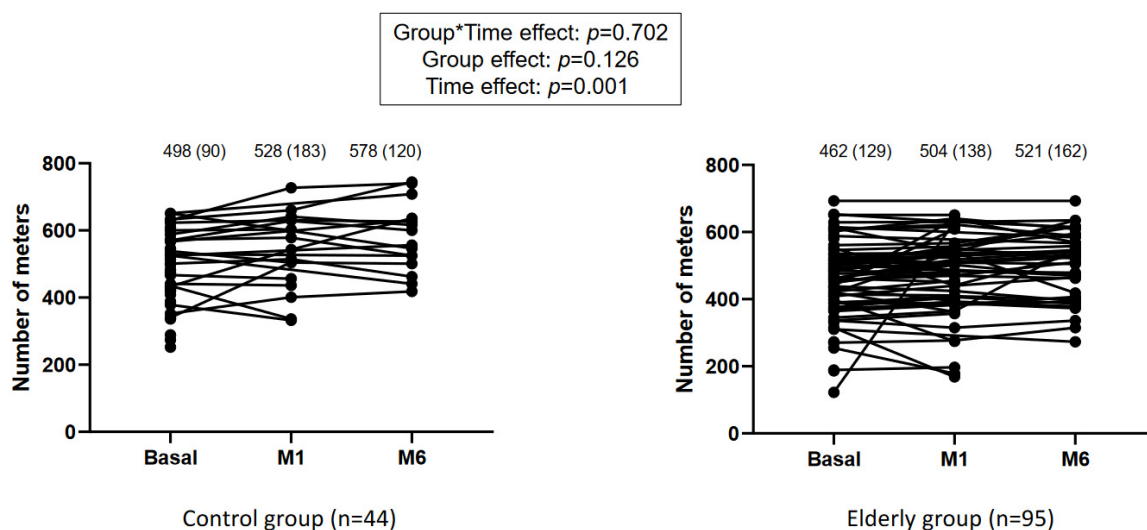 Group*Time effect: p=0.702
Group effect: p=0.126
Time effect: p=0.001
498 (90) 528 (183) 578 (120)
Number of meters
800
600
400
200
0
Basal M1 M6
Control group (n=44)
462 (129) 504 (138) 521 (162)
Number of meters
800
600
400
200
0
Basal M1 M6
Elderly group (n=95)